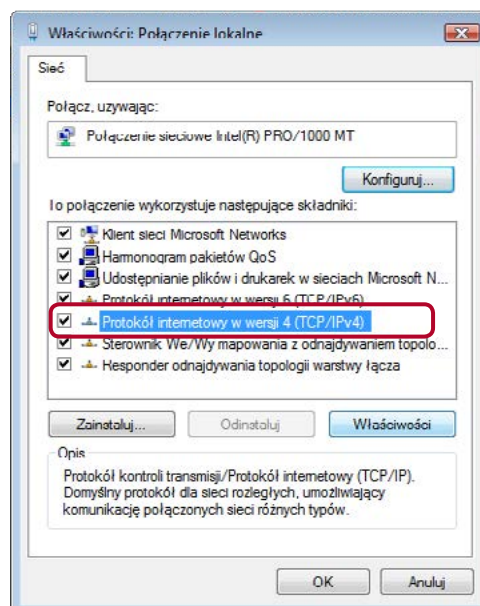 Właściwości: Połączenie lokalne
Sieć
Połącz, używając:
Połączenie sieciowe Intel(R) PRO/1000 MT
Konfiguruj...
To połączenie wykorzystuje następujące składniki:
Klient sieci Microsoft Networks
Harmonogram pakietów QoS
Udostępnianie plików i drukarek w sieciach Microsoft N...
Protokół internetowy w wersji 6 (TCP/IPv6)
Protokół internetowy w wersji 4 (TCP/IPv4)
Sterownik We/Wy mapowania z odnajdywaniem topolo...
Responder odnajdywania topologii warstwy łącza
Zainstaluj... Odinstaluj Właściwości
Opis
Protokół kontroli transmisji/Protokół internetowy (TCP/IP).
Domyślny protokół dla sieci rozległych, umożliwiający
komunikację połączonych sieci różnych typów.
OK Anuluj